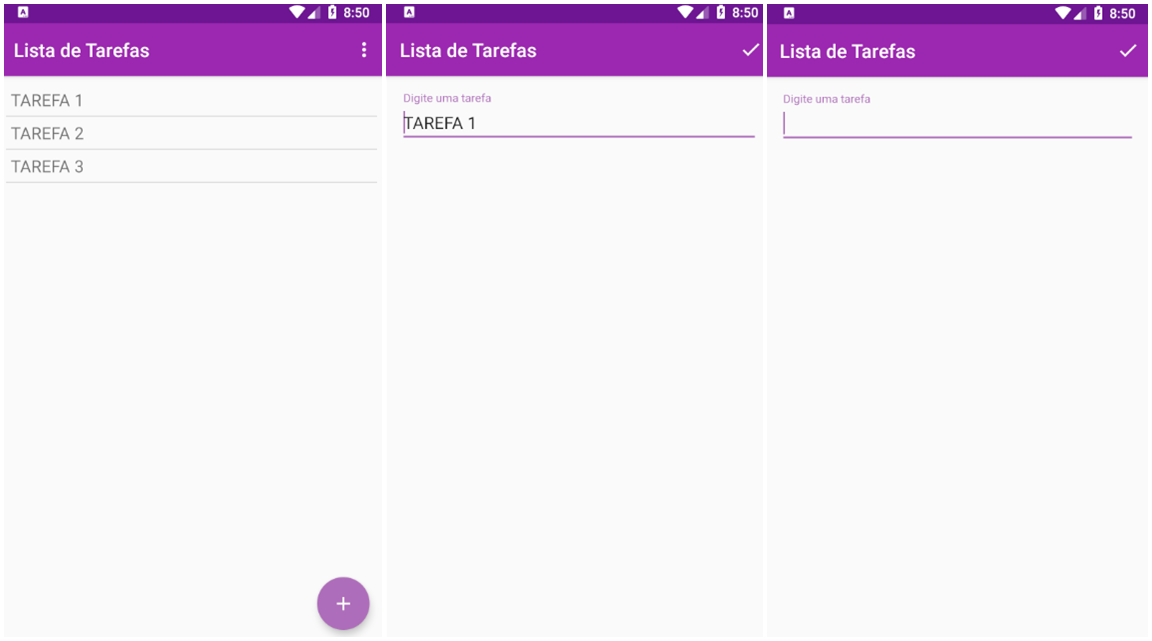 8:50
Lista de Tarefas
TAREFA 1
TAREFA 2
TAREFA 3
8:50
Lista de Tarefas
Digite uma tarefa
TAREFA 1
8:50
Lista de Tarefas
Digite uma tarefa